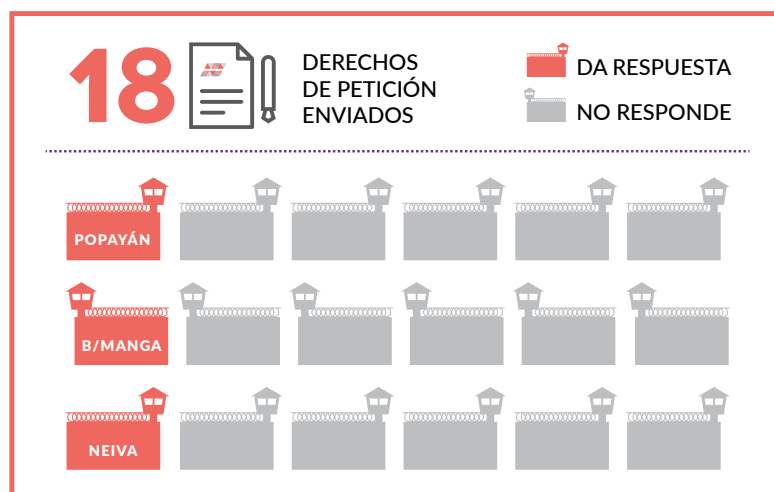 18
DERECHOS
DE PETICIÓN
ENVIADOS
DA RESPUESTA
NO RESPONDE
POPAYÁN
B/MANGA
NEIVA